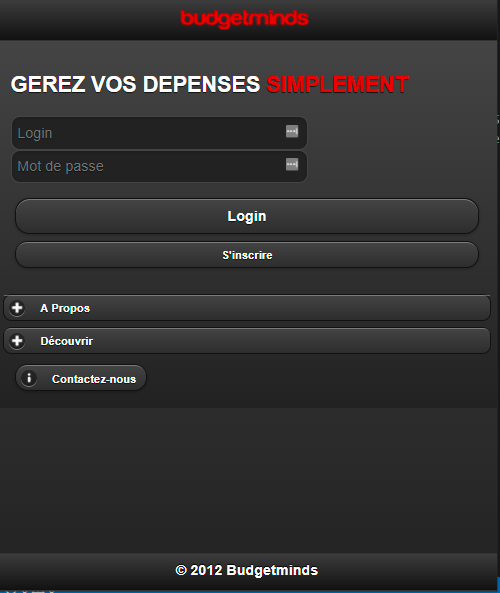 budgetminds
GEREZ VOS DEPENSES SIMPLEMENT
Login
Mot de passe
Login
S'inscrire
A Propos
Découvrir
Contactez-nous
© 2012 Budgetminds